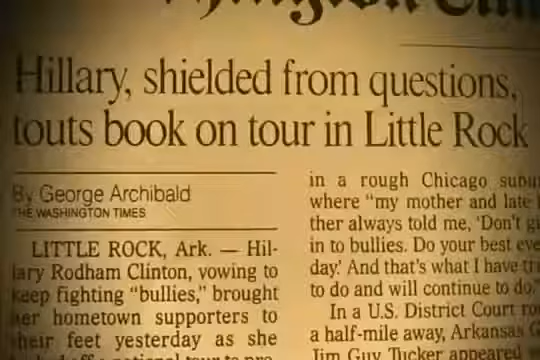 Hillary, shielded from questions,
touts book on tour in Little Rock
By George Archibald
THE WASHINGTON TIMES
LITTLE ROCK, Ark. — Hil-
lary Rodham Clinton, vowing to
keep fighting “bullies,” brought
her hometown supporters to
their feet yesterday as she
in a rough Chicago
where “my mother and late
ther always told me, ‘Don't
in to bullies. Do your best
day.’ And that's what I have
to do and will continue to do.”
In a U.S. District Court
a half-mile away, Arkansas
Jim Guy Tucker appeared